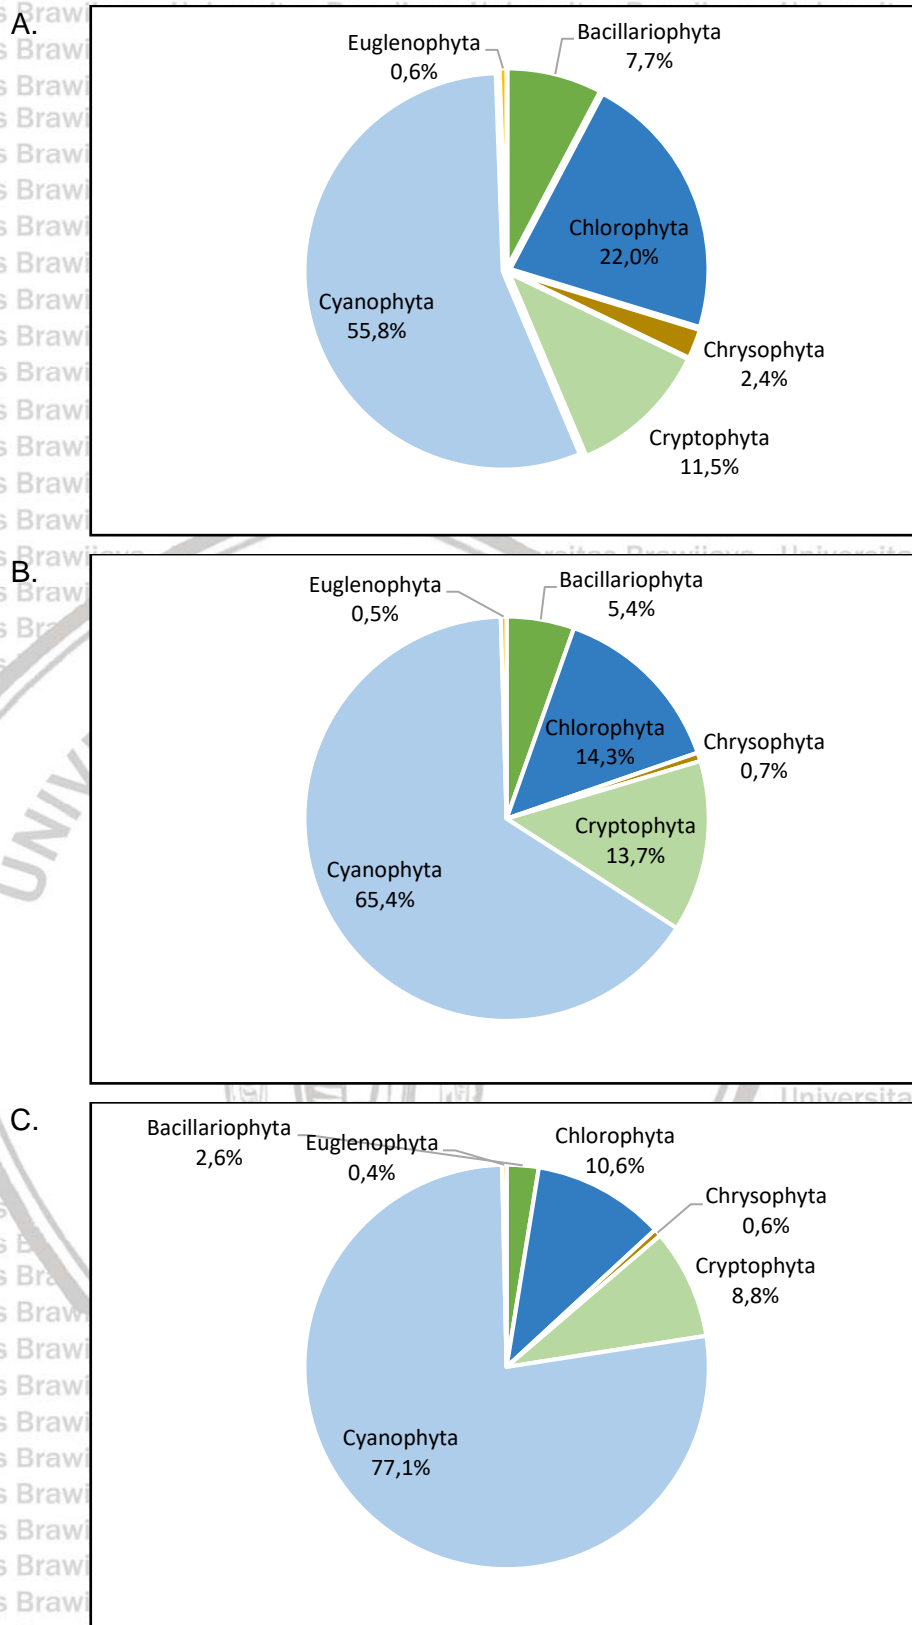 A.
Euglenophyta
0,6%
Bacillariophyta
7,7%
Chlorophyta
22,0%
Cyanophyta
55,8%
Chrysophyta
2,4%
Cryptophyta
11,5%
B.
Euglenophyta
0,5%
Bacillariophyta
5,4%
Chlorophyta
14,3%
Chrysophyta
0,7%
Cryptophyta
13,7%
Cyanophyta
65,4%
C.
Bacillariophyta
2,6%
Euglenophyta
0,4%
Chlorophyta
10,6%
Chrysophyta
0,6%
Cryptophyta
8,8%
Cyanophyta
77,1%